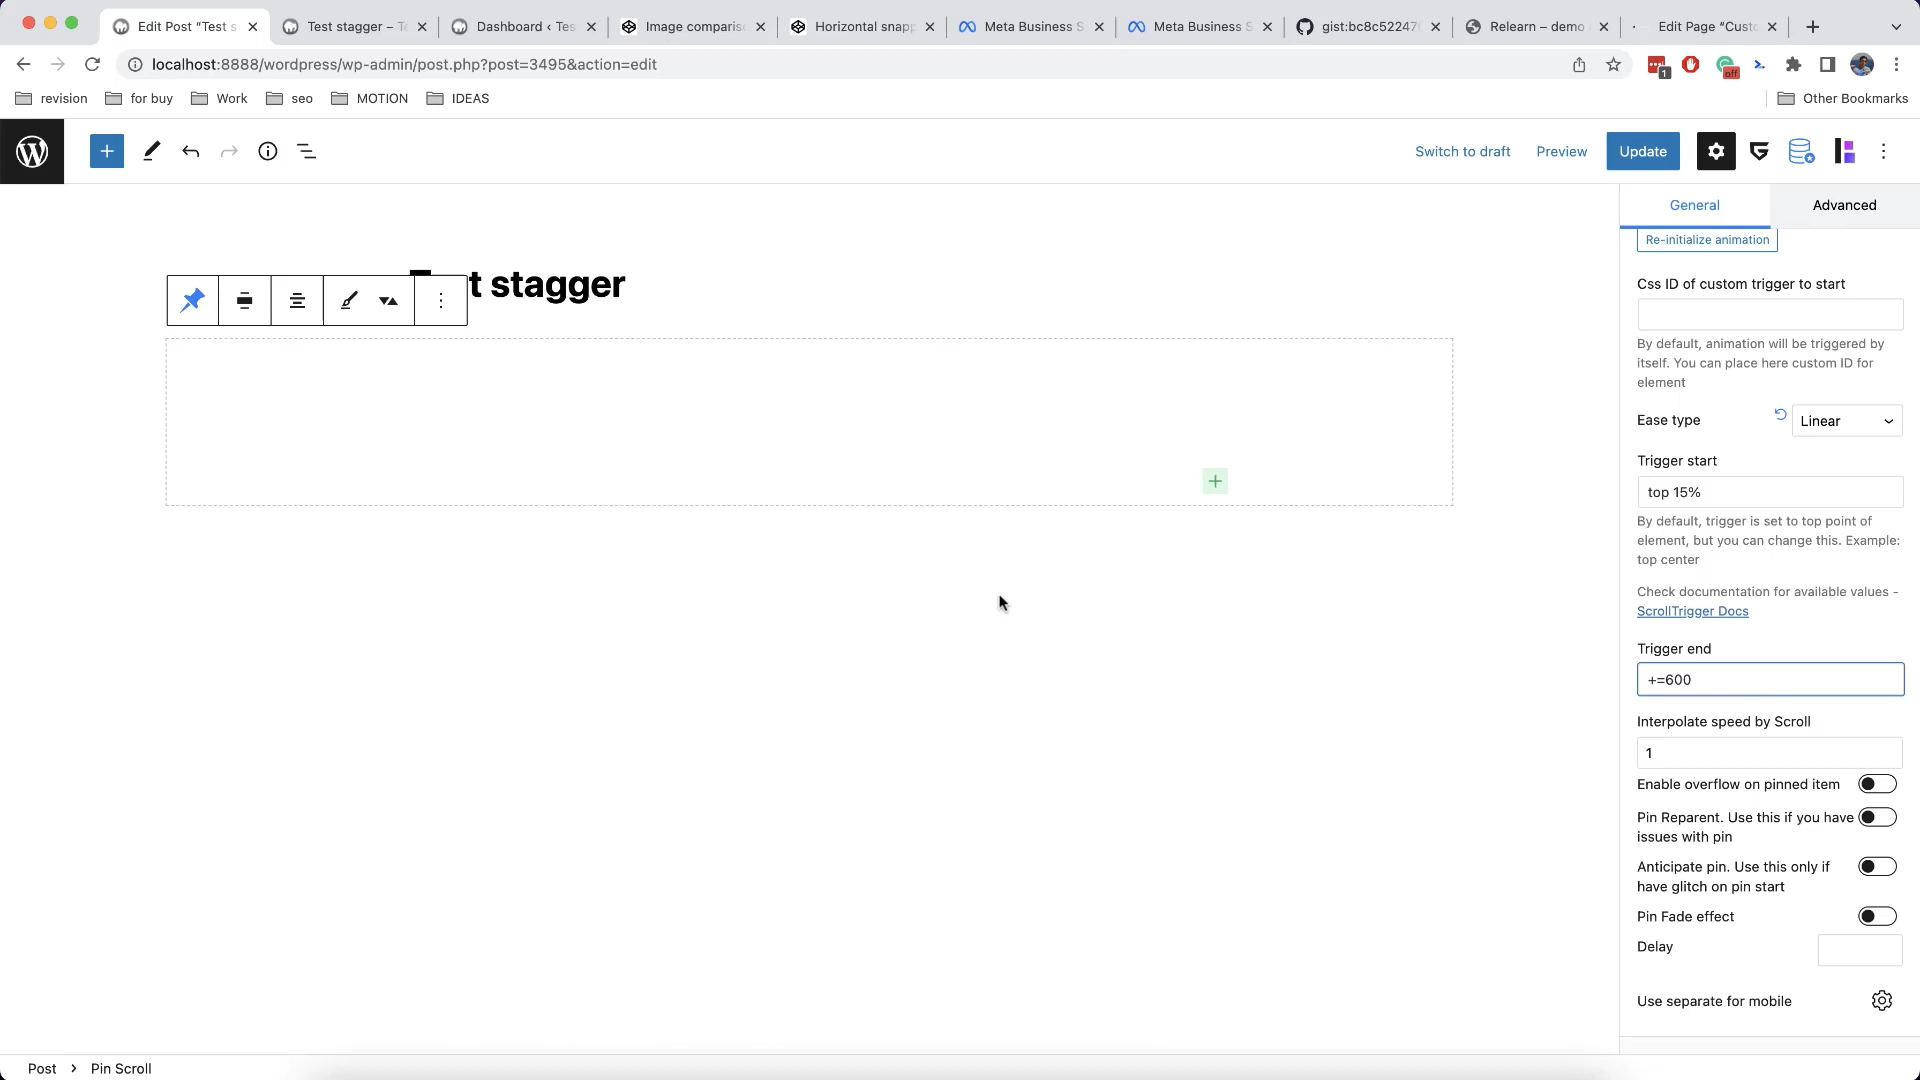 Edit Post “Test s
Test stagger – Te
Dashboard ‹ Tes
Image comparis
Horizontal snapp
Meta Business S
Meta Business S
gist:bc8c52247
Relearn – demo
Edit Page “Custo
localhost:8888/wordpress/wp-admin/post.php?post=3495&action=edit
1
off
revision
for buy
Work
seo
MOTION
IDEAS
Other Bookmarks
Switch to draft
Preview
Update
General
Advanced
Re-initialize animation
t stagger
Css ID of custom trigger to start
By default, animation will be triggered by
itself. You can place here custom ID for
element
Ease type
Linear
Trigger start
top 15%
By default, trigger is set to top point of
element, but you can change this. Example:
top center
Check documentation for available values -
ScrollTrigger Docs
Trigger end
+=600
Interpolate speed by Scroll
1
Enable overflow on pinned item
Pin Reparent. Use this if you have
issues with pin
Anticipate pin. Use this only if
have glitch on pin start
Pin Fade effect
Delay
Use separate for mobile
Post
Pin Scroll